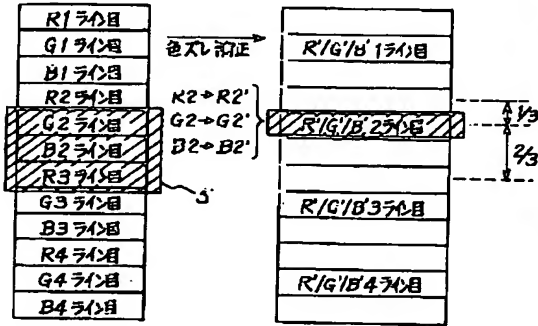 R1ライン目
G1ライン目
B1ライン目
R2ライン目
G2ライン目
B2ライン目
R3ライン目
G3ライン目
B3ライン目
R4ライン目
G4ライン目
B4ライン目
S
色ズレ補正
R2→R2'
G2→G2'
B2→B2'
R'/G'/B'1ライン目
R'/G'/B'2ライン目
R'/G'/B'3ライン目
R'/G'/B'4ライン目
1/3
2/3